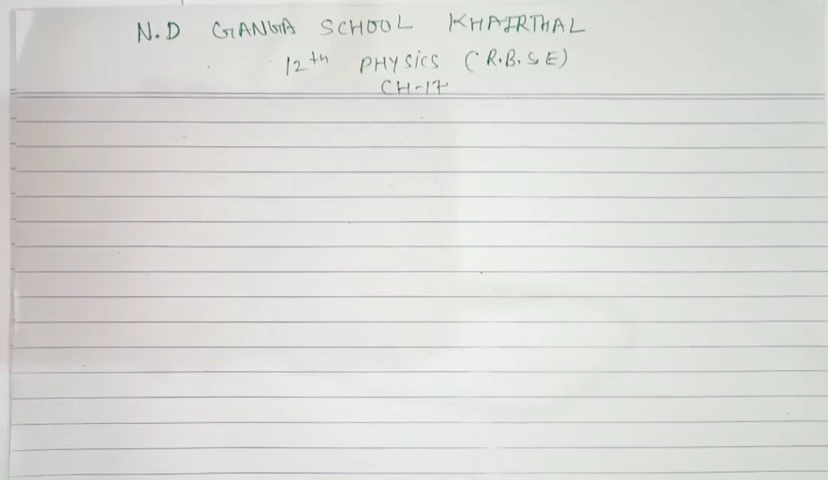 N.D GANGA SCHOOL KHAIRTHAL
12th PHYSICS (R.B.S.E)
CH-17